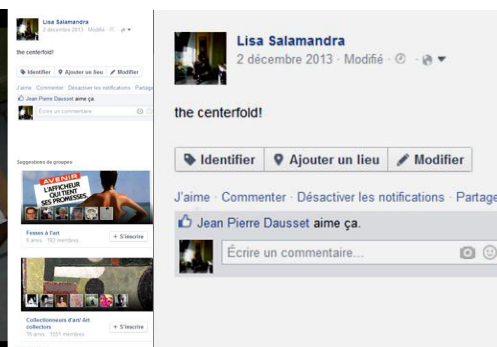 Lisa Salamandra
2 décembre 2013 · Modifié ·
the centerfold!
Identifier Ajouter un lieu Modifier
J'aime · Commenter · Désactiver les notifications · Partage
Jean Pierre Dausset aime ça.
Écrire un commentaire...
Suggestions de groupes
AVENIR
L'AFFICHEUR
QUI TIENT
SES PROMESSES
Fesses à l'art
+ S'inscrire
Collectionneurs d'art/ Art
collectors
+ S'inscrire
Lisa Salamandra
2 décembre 2013 · Modifié ·
the centerfold!
Identifier Ajouter un lieu Modifier
J'aime · Commenter · Désactiver les notifications · Partage
Jean Pierre Dausset aime ça.
Écrire un commentaire...